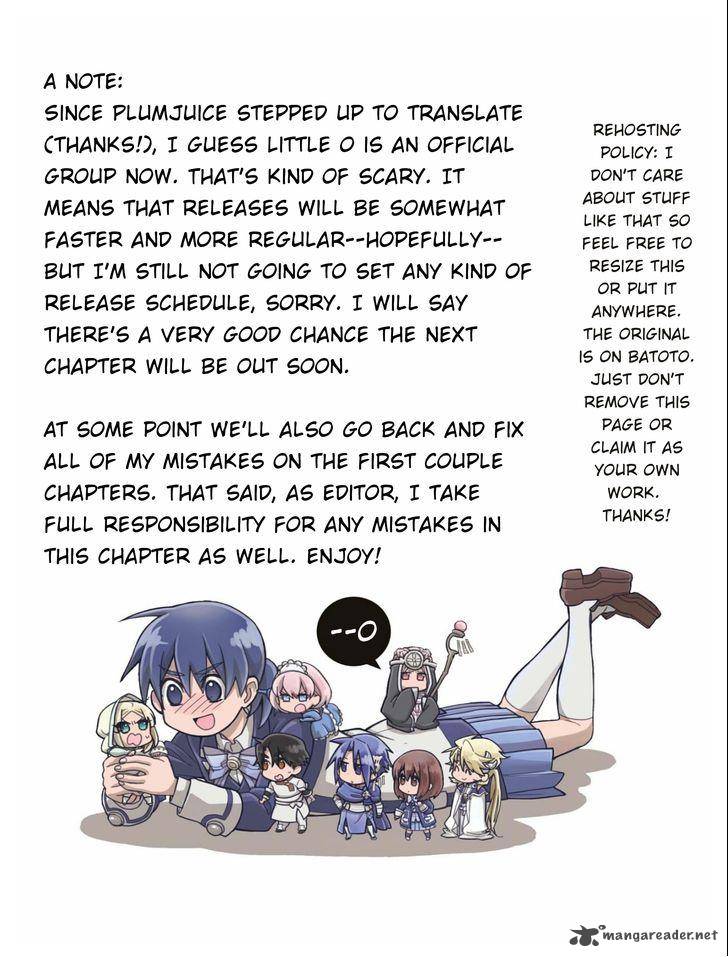 A NOTE:
SINCE PLUMJUICE STEPPED UP TO TRANSLATE
(THANKS!), I GUESS LITTLE O IS AN OFFICIAL
GROUP NOW. THAT'S KIND OF SCARY. IT
MEANS THAT RELEASES WILL BE SOMEWHAT
FASTER AND MORE REGULAR--HOPEFULLY--
BUT I'M STILL NOT GOING TO SET ANY KIND OF
RELEASE SCHEDULE, SORRY. I WILL SAY
THERE'S A VERY GOOD CHANCE THE NEXT
CHAPTER WILL BE OUT SOON.
AT SOME POINT WE'LL ALSO GO BACK AND FIX
ALL OF MY MISTAKES ON THE FIRST COUPLE
CHAPTERS. THAT SAID, AS EDITOR, I TAKE
FULL RESPONSIBILITY FOR ANY MISTAKES IN
THIS CHAPTER AS WELL. ENJOY!
REHOSTING
POLICY: I
DON'T CARE
ABOUT STUFF
LIKE THAT SO
FEEL FREE TO
RESIZE THIS
OR PUT IT
ANYWHERE.
THE ORIGINAL
IS ON BATOTO.
JUST DON'T
REMOVE THIS
PAGE OR
CLAIM IT AS
YOUR OWN
WORK.
THANKS!
--O
mangareader.net